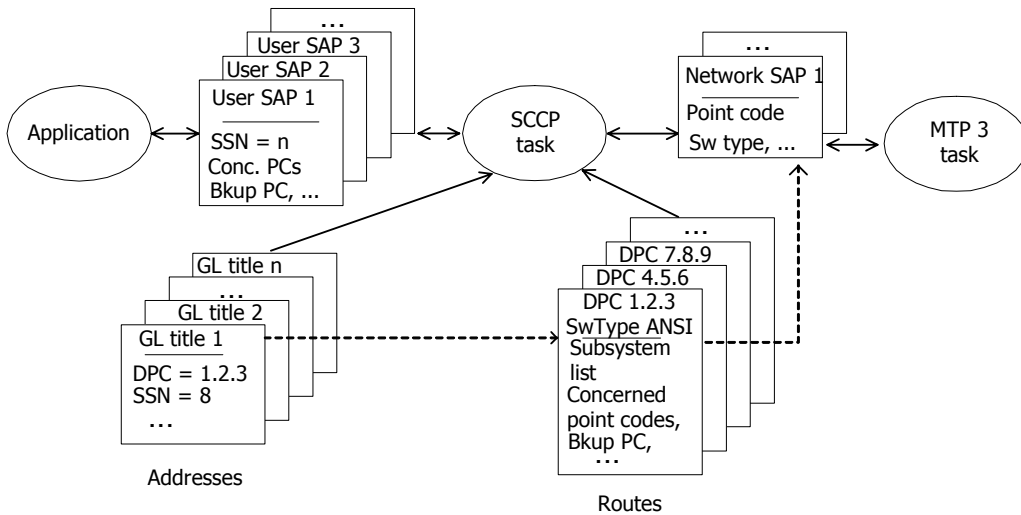 ...
User SAP 3
User SAP 2
User SAP 1
SSN = n
Conc. PCs
Bkup PC, ...
Application
SCCP
task
...
Network SAP 1
Point code
Sw type, ...
MTP 3
task
GL title n
...
GL title 2
GL title 1
DPC = 1.2.3
SSN = 8
...
Addresses
...
DPC 7.8.9
DPC 4.5.6
DPC 1.2.3
SwType ANSI
Subsystem
list
Concerned
point codes,
Bkup PC,
...
Routes